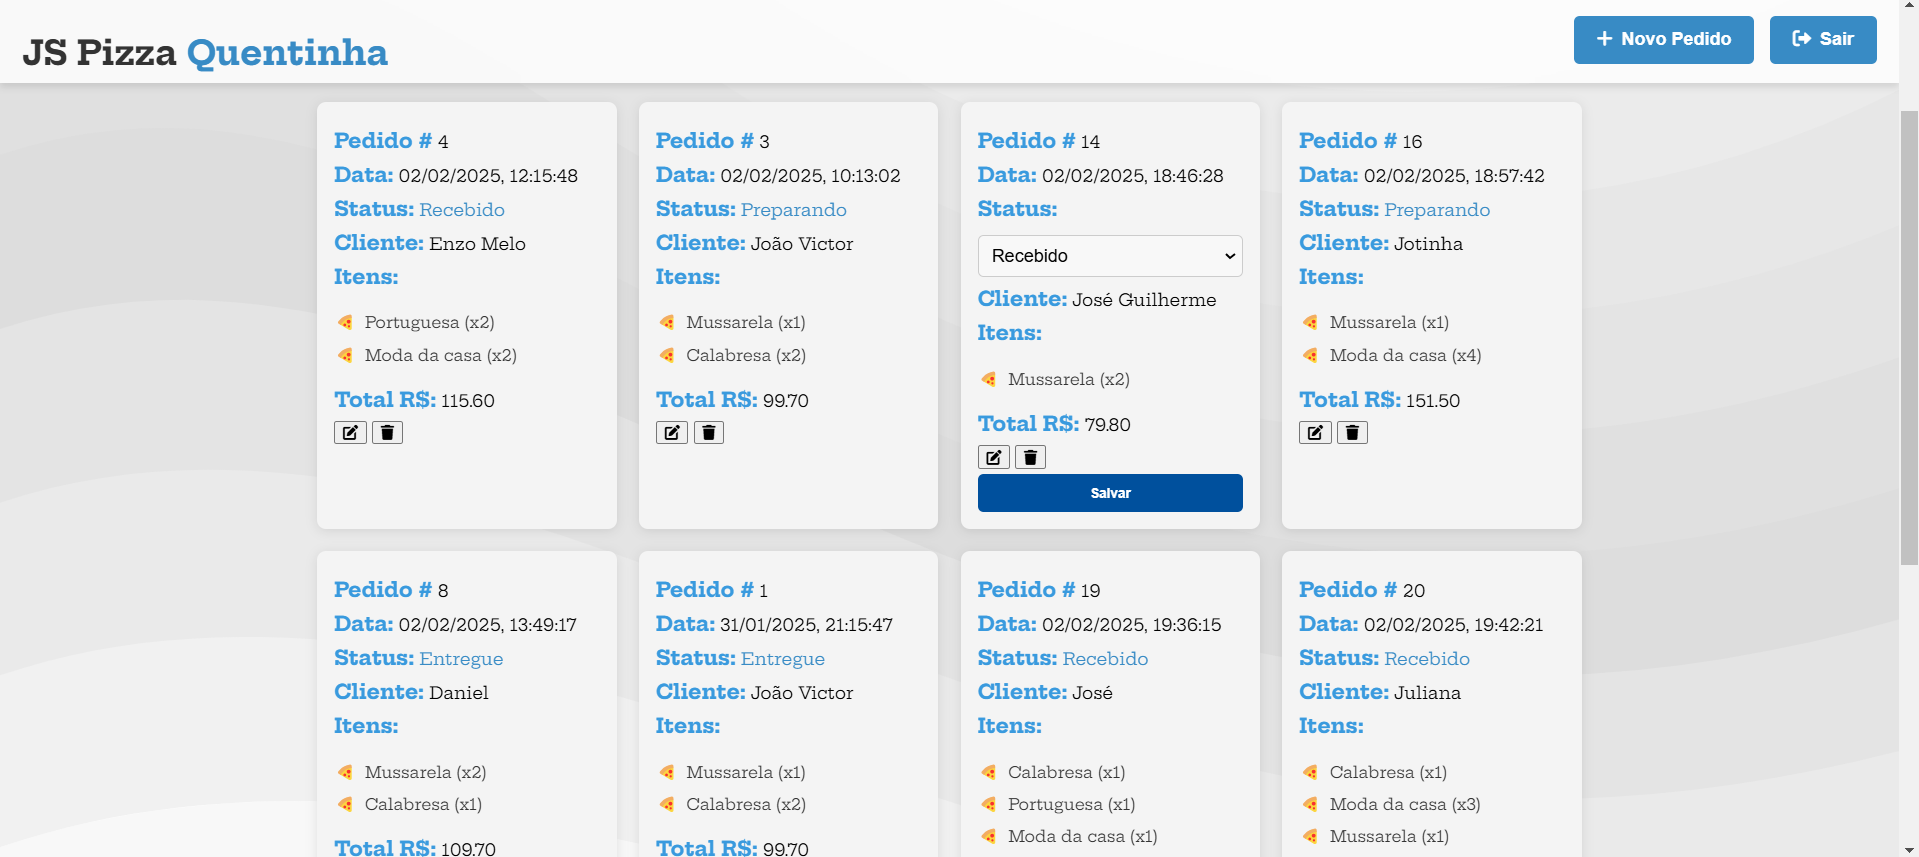 JS Pizza Quentinha
Novo Pedido
Sair
Pedido # 4
Data: 02/02/2025, 12:15:48
Status: Recebido
Cliente: Enzo Melo
Itens:
Portuguesa (x2)
Moda da casa (x2)
Total R$: 115.60
Pedido # 3
Data: 02/02/2025, 10:13:02
Status: Preparando
Cliente: João Victor
Itens:
Mussarela (x1)
Calabresa (x2)
Total R$: 99.70
Pedido # 14
Data: 02/02/2025, 18:46:28
Status:
Recebido
Cliente: José Guilherme
Itens:
Mussarela (x2)
Total R$: 79.80
Salvar
Pedido # 16
Data: 02/02/2025, 18:57:42
Status: Preparando
Cliente: Jotinha
Itens:
Mussarela (x1)
Moda da casa (x4)
Total R$: 151.50
Pedido # 8
Data: 02/02/2025, 13:49:17
Status: Entregue
Cliente: Daniel
Itens:
Mussarela (x2)
Calabresa (x1)
Total R$: 109.70
Pedido # 1
Data: 31/01/2025, 21:15:47
Status: Entregue
Cliente: João Victor
Itens:
Mussarela (x1)
Calabresa (x2)
Total R$: 99.70
Pedido # 19
Data: 02/02/2025, 19:36:15
Status: Recebido
Cliente: José
Itens:
Calabresa (x1)
Portuguesa (x1)
Moda da casa (x1)
Pedido # 20
Data: 02/02/2025, 19:42:21
Status: Recebido
Cliente: Juliana
Itens:
Calabresa (x1)
Moda da casa (x3)
Mussarela (x1)